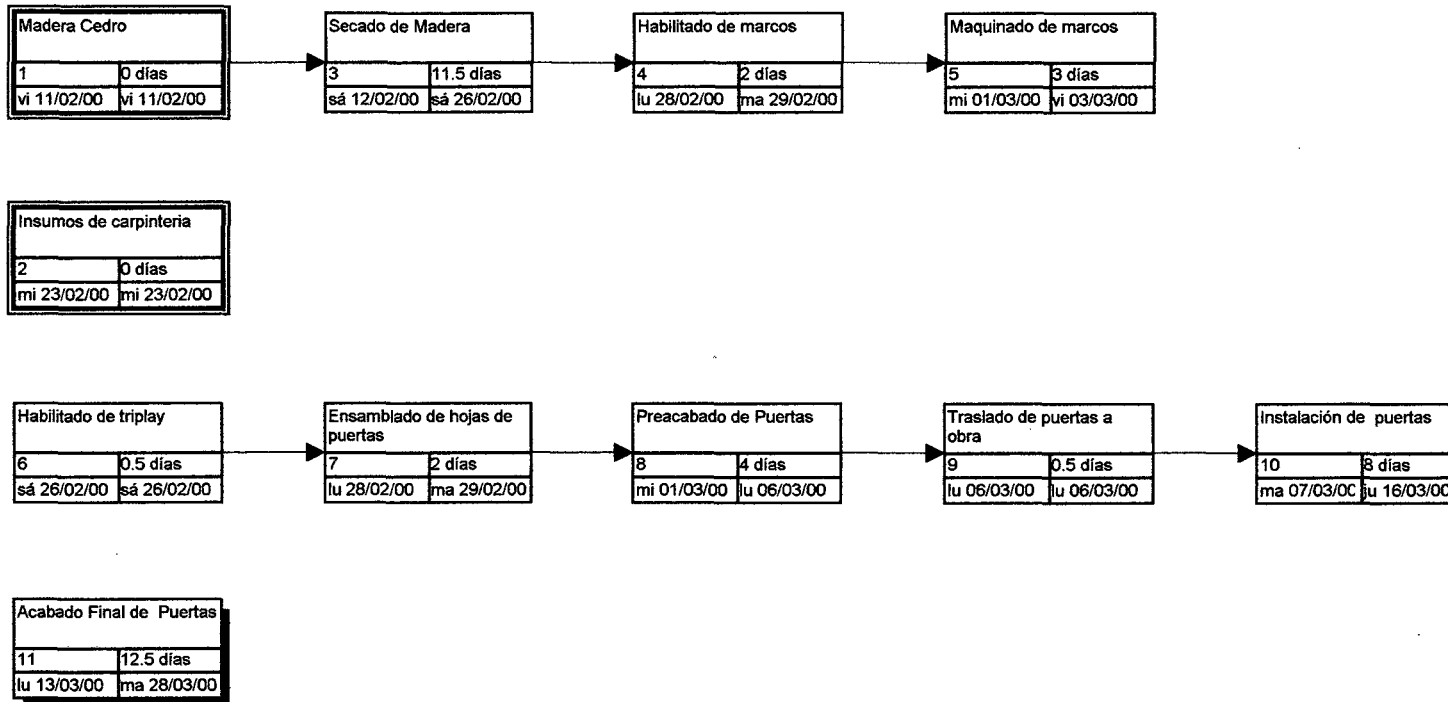 Madera Cedro
1 0 días
vi 11/02/00 vi 11/02/00
Secado de Madera
3 11.5 días
sá 12/02/00 sá 26/02/00
Habilitado de marcos
4 2 días
lu 28/02/00 ma 29/02/00
Maquinado de marcos
5 3 días
mi 01/03/00 vi 03/03/00
Insumos de carpinteria
2 0 días
mi 23/02/00 mi 23/02/00
Habilitado de triplay
6 0.5 días
sá 26/02/00 sá 26/02/00
Ensamblado de hojas de
puertas
7 2 días
lu 28/02/00 ma 29/02/00
Preacabado de Puertas
8 4 días
mi 01/03/00 lu 06/03/00
Traslado de puertas a
obra
9 0.5 días
lu 06/03/00 lu 06/03/00
Instalación de puertas
10 8 días
ma 07/03/00 ju 16/03/00
Acabado Final de Puertas
11 12.5 días
lu 13/03/00 ma 28/03/00